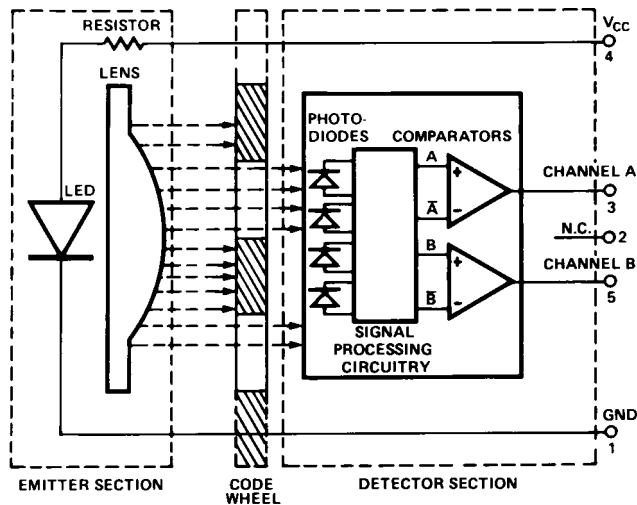 RESISTOR
VCC
4
LENS
PHOTO-
DIODES
COMPARATORS
LED
A
+
CHANNEL A
3
A̅
−
N.C.
2
B
+
CHANNEL B
5
B̅
−
SIGNAL
PROCESSING
CIRCUITRY
GND
1
EMITTER SECTION
CODE
WHEEL
DETECTOR SECTION